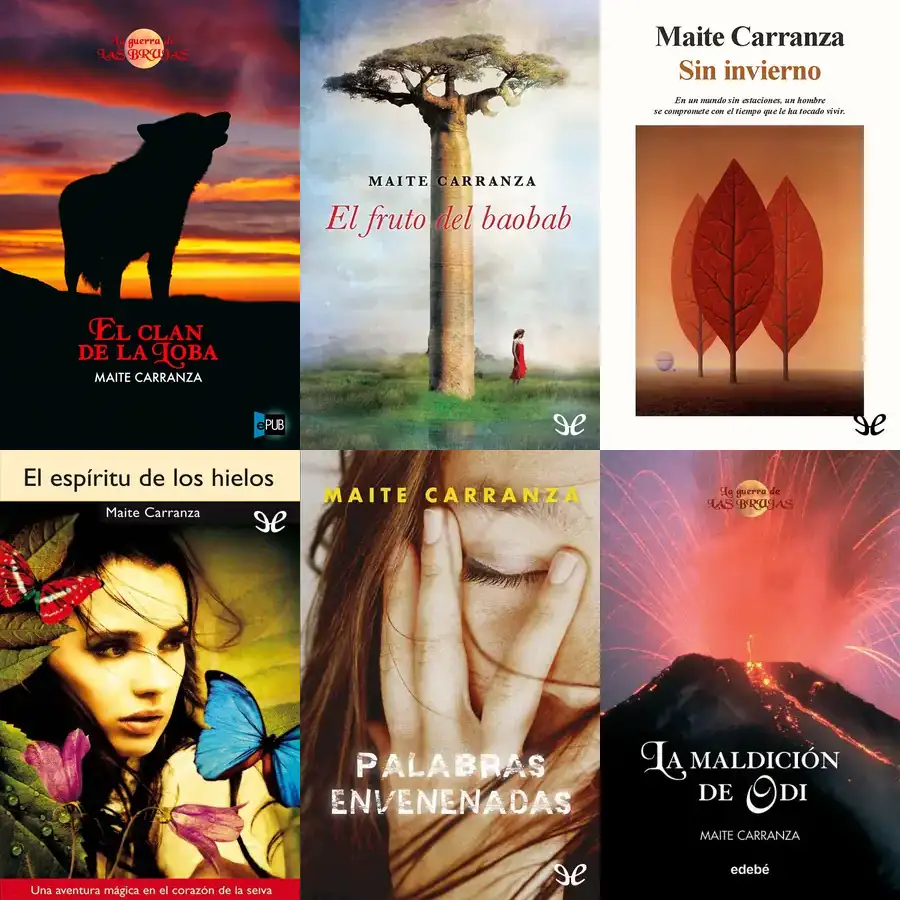 La guerra de
LAS BRUJAS
EL CLAN
DE LA LOBA
MAITE CARRANZA
ePUB
MAITE CARRANZA
El fruto del baobab
Maite Carranza
Sin invierno
En un mundo sin estaciones, un hombre
se compromete con el tiempo que le ha tocado vivir.
El espíritu de los hielos
Maite Carranza
Una aventura mágica en el corazón de la selva
MAITE CARRANZA
PALABRAS
ENVENENADAS
La guerra de
LAS BRUJAS
LA MALDICIÓN
DE ODI
MAITE CARRANZA
edebé